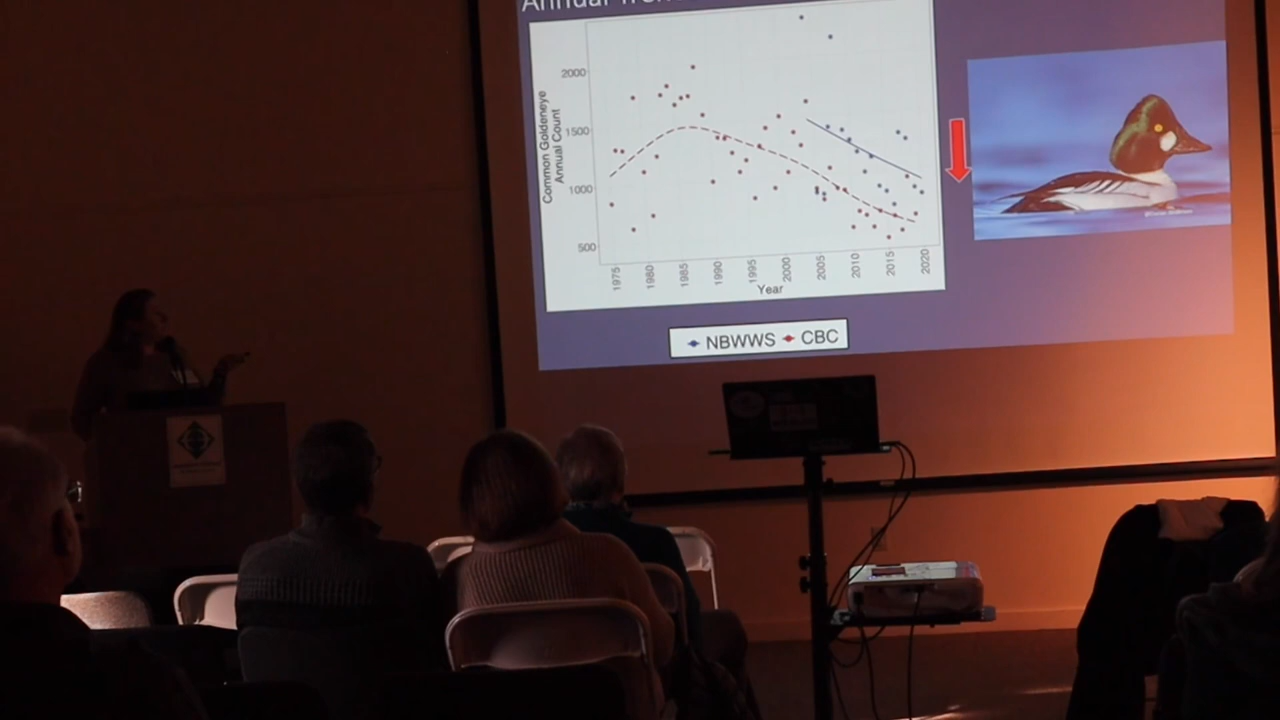 Annual Tren
Common Goldeneye
Annual Count
2000
1500
1000
500
1975
1980
1985
1990
1995
2000
2005
2010
2015
2020
Year
NBWWS CBC